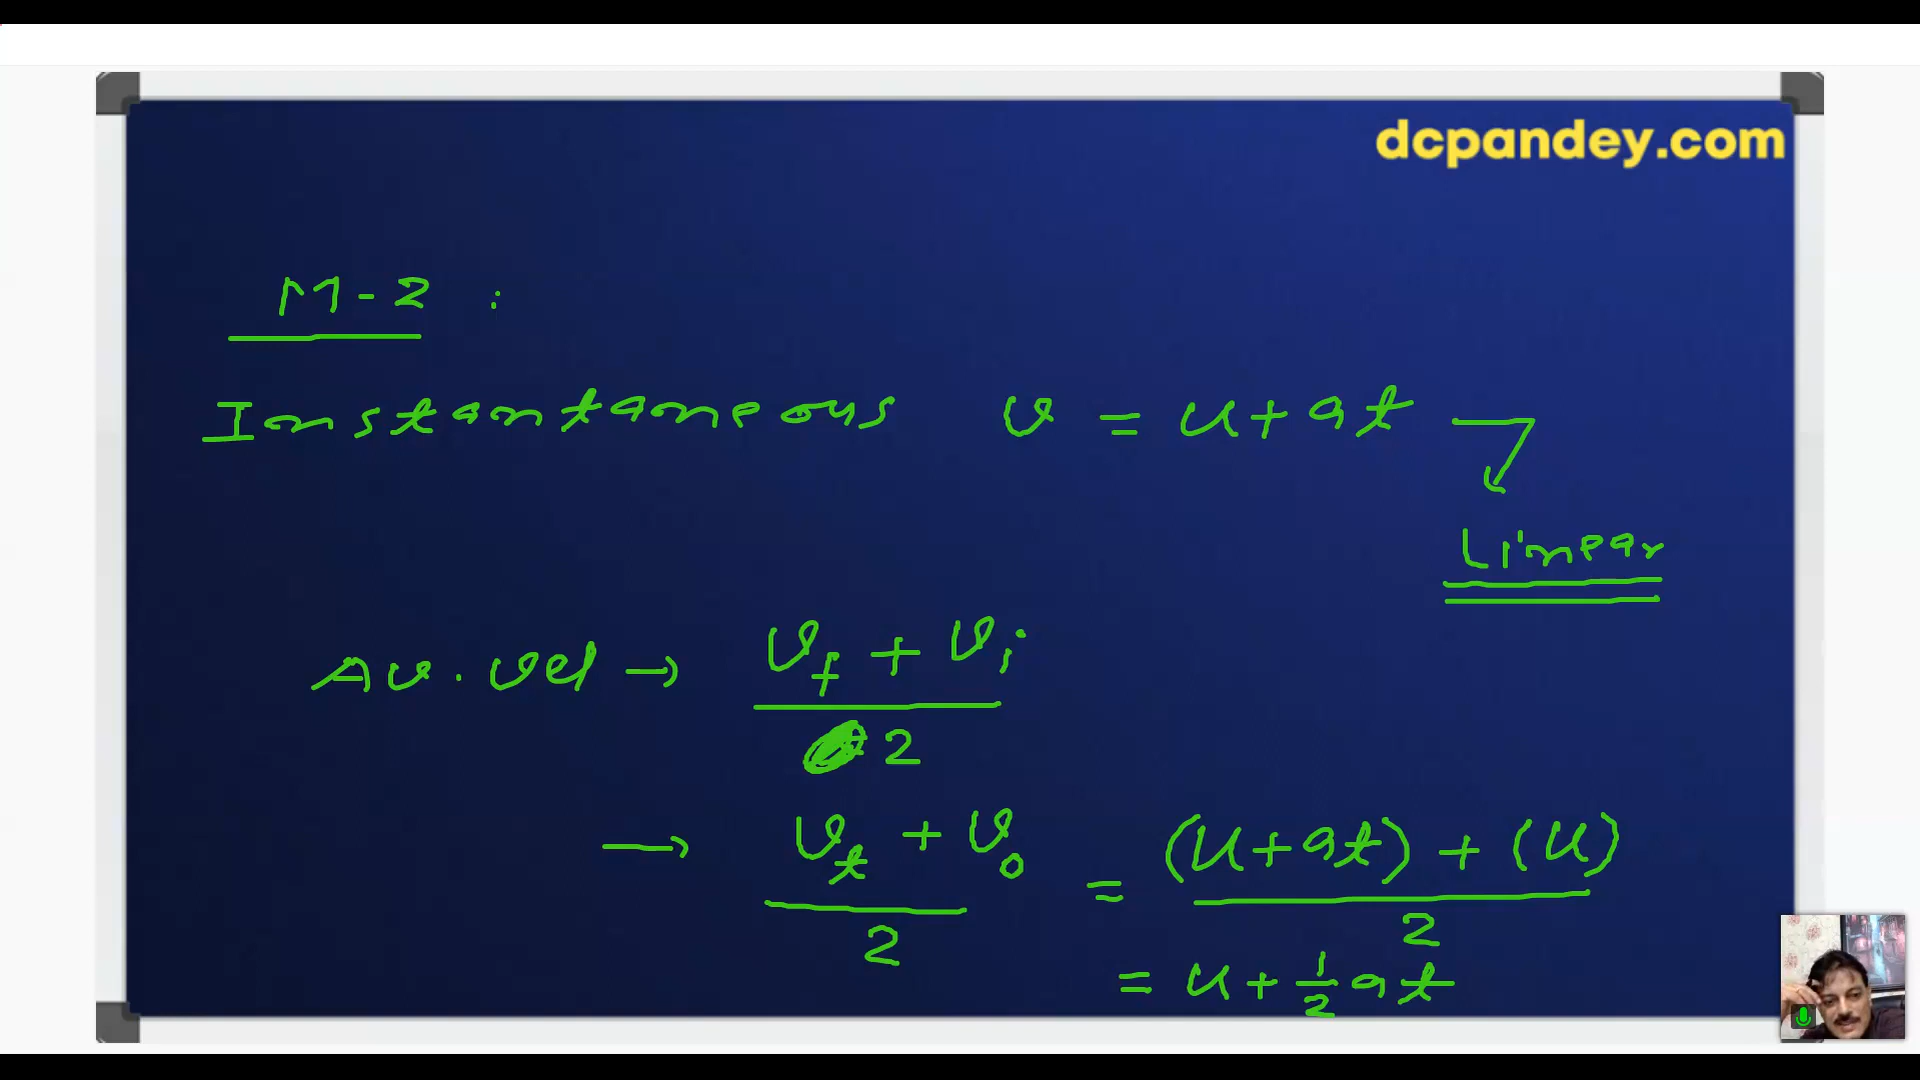 dcpandey.com
M-2 :
Instantaneous v = u + at → Linear
Av. vel → (v_f + v_i) / 2
→ (v_t + v_0) / 2 = ((u + at) + (u)) / 2
= u + 1/2 at